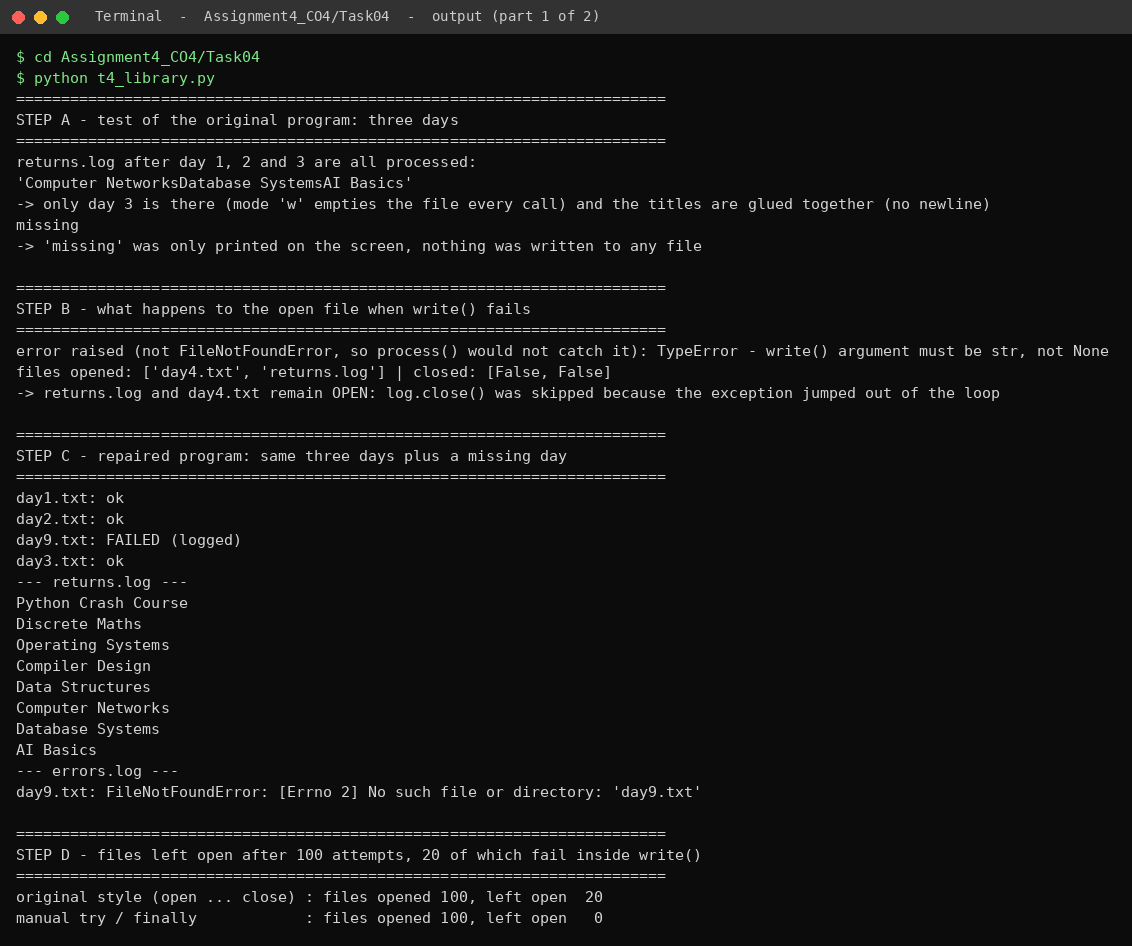 Terminal  -  Assignment4_CO4/Task04  -  output (part 1 of 2)
$ cd Assignment4_CO4/Task04
$ python t4_library.py
========================================================================
STEP A - test of the original program: three days
========================================================================
returns.log after day 1, 2 and 3 are all processed:
'Computer NetworksDatabase SystemsAI Basics'
-> only day 3 is there (mode 'w' empties the file every call) and the titles are glued together (no newline)
missing
-> 'missing' was only printed on the screen, nothing was written to any file

========================================================================
STEP B - what happens to the open file when write() fails
========================================================================
error raised (not FileNotFoundError, so process() would not catch it): TypeError - write() argument must be str, not None
files opened: ['day4.txt', 'returns.log'] | closed: [False, False]
-> returns.log and day4.txt remain OPEN: log.close() was skipped because the exception jumped out of the loop

========================================================================
STEP C - repaired program: same three days plus a missing day
========================================================================
day1.txt: ok
day2.txt: ok
day9.txt: FAILED (logged)
day3.txt: ok
--- returns.log ---
Python Crash Course
Discrete Maths
Operating Systems
Compiler Design
Data Structures
Computer Networks
Database Systems
AI Basics
--- errors.log ---
day9.txt: FileNotFoundError: [Errno 2] No such file or directory: 'day9.txt'

========================================================================
STEP D - files left open after 100 attempts, 20 of which fail inside write()
========================================================================
original style (open ... close) : files opened 100, left open  20
manual try / finally            : files opened 100, left open   0